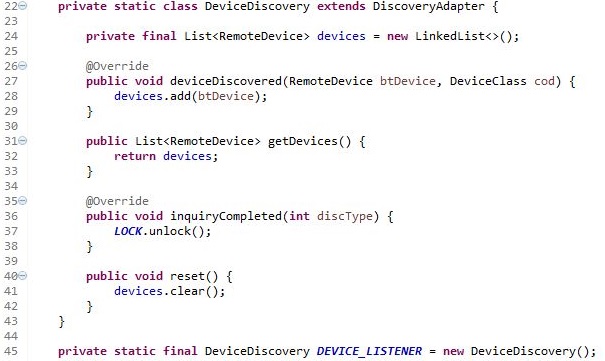 22 private static class DeviceDiscovery extends DiscoveryAdapter {
23
24 private final List<RemoteDevice> devices = new LinkedList<>();
25
26 @Override
27 public void deviceDiscovered(RemoteDevice btDevice, DeviceClass cod) {
28 devices.add(btDevice);
29 }
30
31 public List<RemoteDevice> getDevices() {
32 return devices;
33 }
34
35 @Override
36 public void inquiryCompleted(int discType) {
37 LOCK.unlock();
38 }
39
40 public void reset() {
41 devices.clear();
42 }
43 }
44
45 private static final DeviceDiscovery DEVICE_LISTENER = new DeviceDiscovery();